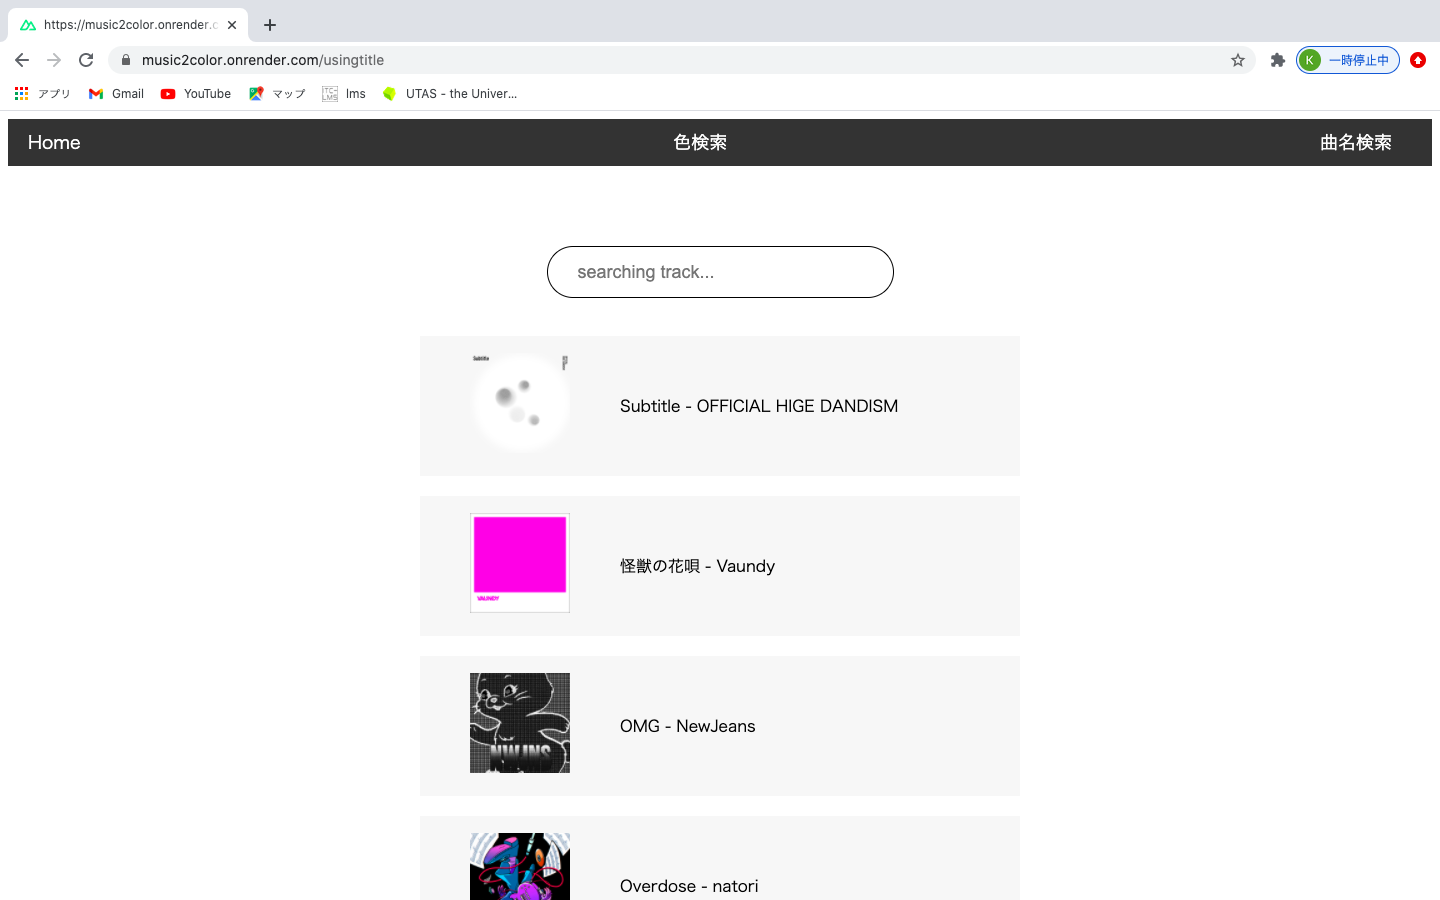 https://music2color.onrender.c
music2color.onrender.com/usingtitle
K 一時停止中
アプリ Gmail YouTube マップ ITC-LMS lms UTAS - the Univer...
Home 色検索 曲名検索
searching track...
Subtitle
Subtitle - OFFICIAL HIGE DANDISM
VAUNDY
怪獣の花唄 - Vaundy
NWJNS
OMG - NewJeans
Overdose - natori